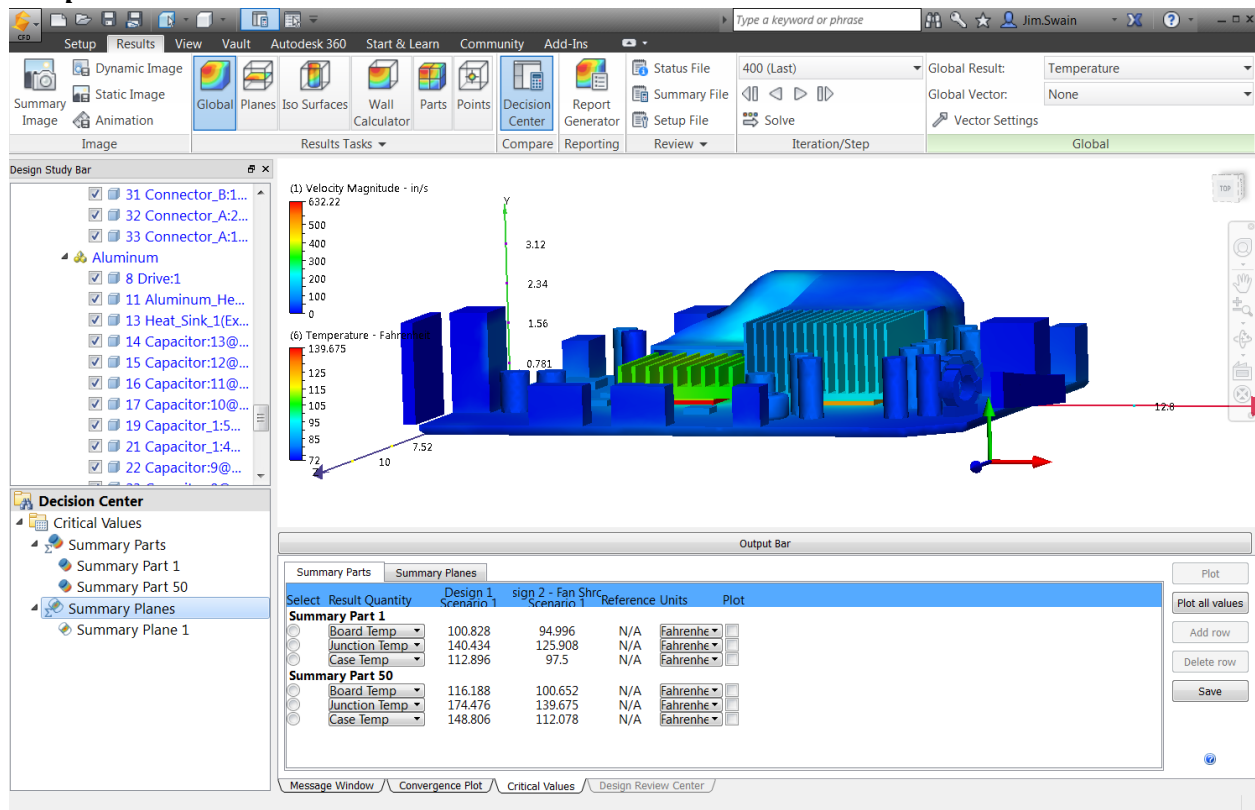 CFD
Type a keyword or phrase
Jim.Swain
Setup Results View Vault Autodesk 360 Start & Learn Community Add-Ins
Summary Image
Dynamic Image
Static Image
Animation
Image
Global Planes Iso Surfaces Wall Calculator Parts Points
Results Tasks
Decision Center
Compare
Report Generator
Reporting
Status File
Summary File
Setup File
Review
400 (Last)
Solve
Iteration/Step
Global Result: Temperature
Global Vector: None
Vector Settings
Global
Design Study Bar
31 Connector_B:1...
32 Connector_A:2...
33 Connector_A:1...
Aluminum
8 Drive:1
11 Aluminum_He...
13 Heat_Sink_1(Ex...
14 Capacitor:13@...
15 Capacitor:12@...
16 Capacitor:11@...
17 Capacitor:10@...
19 Capacitor_1:5...
21 Capacitor_1:4...
22 Capacitor:9@...
Decision Center
Critical Values
Summary Parts
Summary Part 1
Summary Part 50
Summary Planes
Summary Plane 1
(1) Velocity Magnitude - in/s
632.22
500
400
300
200
100
0
(6) Temperature - Fahrenheit
139.675
125
115
105
95
85
72
Y
3.12
2.34
1.56
0.781
7.52
10
Z
12.8
TOP
Output Bar
Summary Parts Summary Planes
Select Result Quantity Design 1 Scenario 1 sign 2 - Fan Shrc Scenario 1 Reference Units Plot
Summary Part 1
Board Temp 100.828 94.996 N/A Fahrenhe
Junction Temp 140.434 125.908 N/A Fahrenhe
Case Temp 112.896 97.5 N/A Fahrenhe
Summary Part 50
Board Temp 116.188 100.652 N/A Fahrenhe
Junction Temp 174.476 139.675 N/A Fahrenhe
Case Temp 148.806 112.078 N/A Fahrenhe
Plot
Plot all values
Add row
Delete row
Save
Message Window Convergence Plot Critical Values Design Review Center